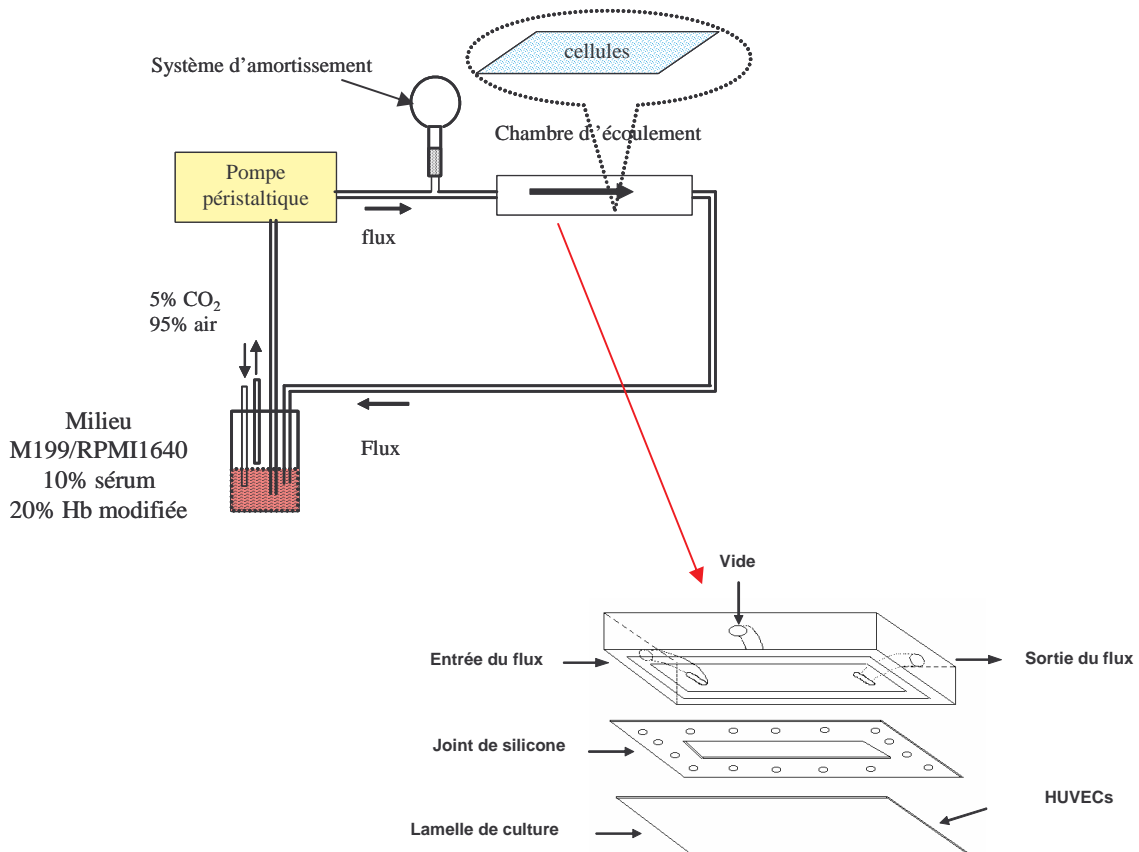 cellules
Système d'amortissement
Chambre d'écoulement
Pompe
péristaltique
flux
5% CO₂
95% air
Milieu
M199/RPMI1640
10% sérum
20% Hb modifiée
Flux
Vide
Entrée du flux
Sortie du flux
Joint de silicone
HUVECs
Lamelle de culture